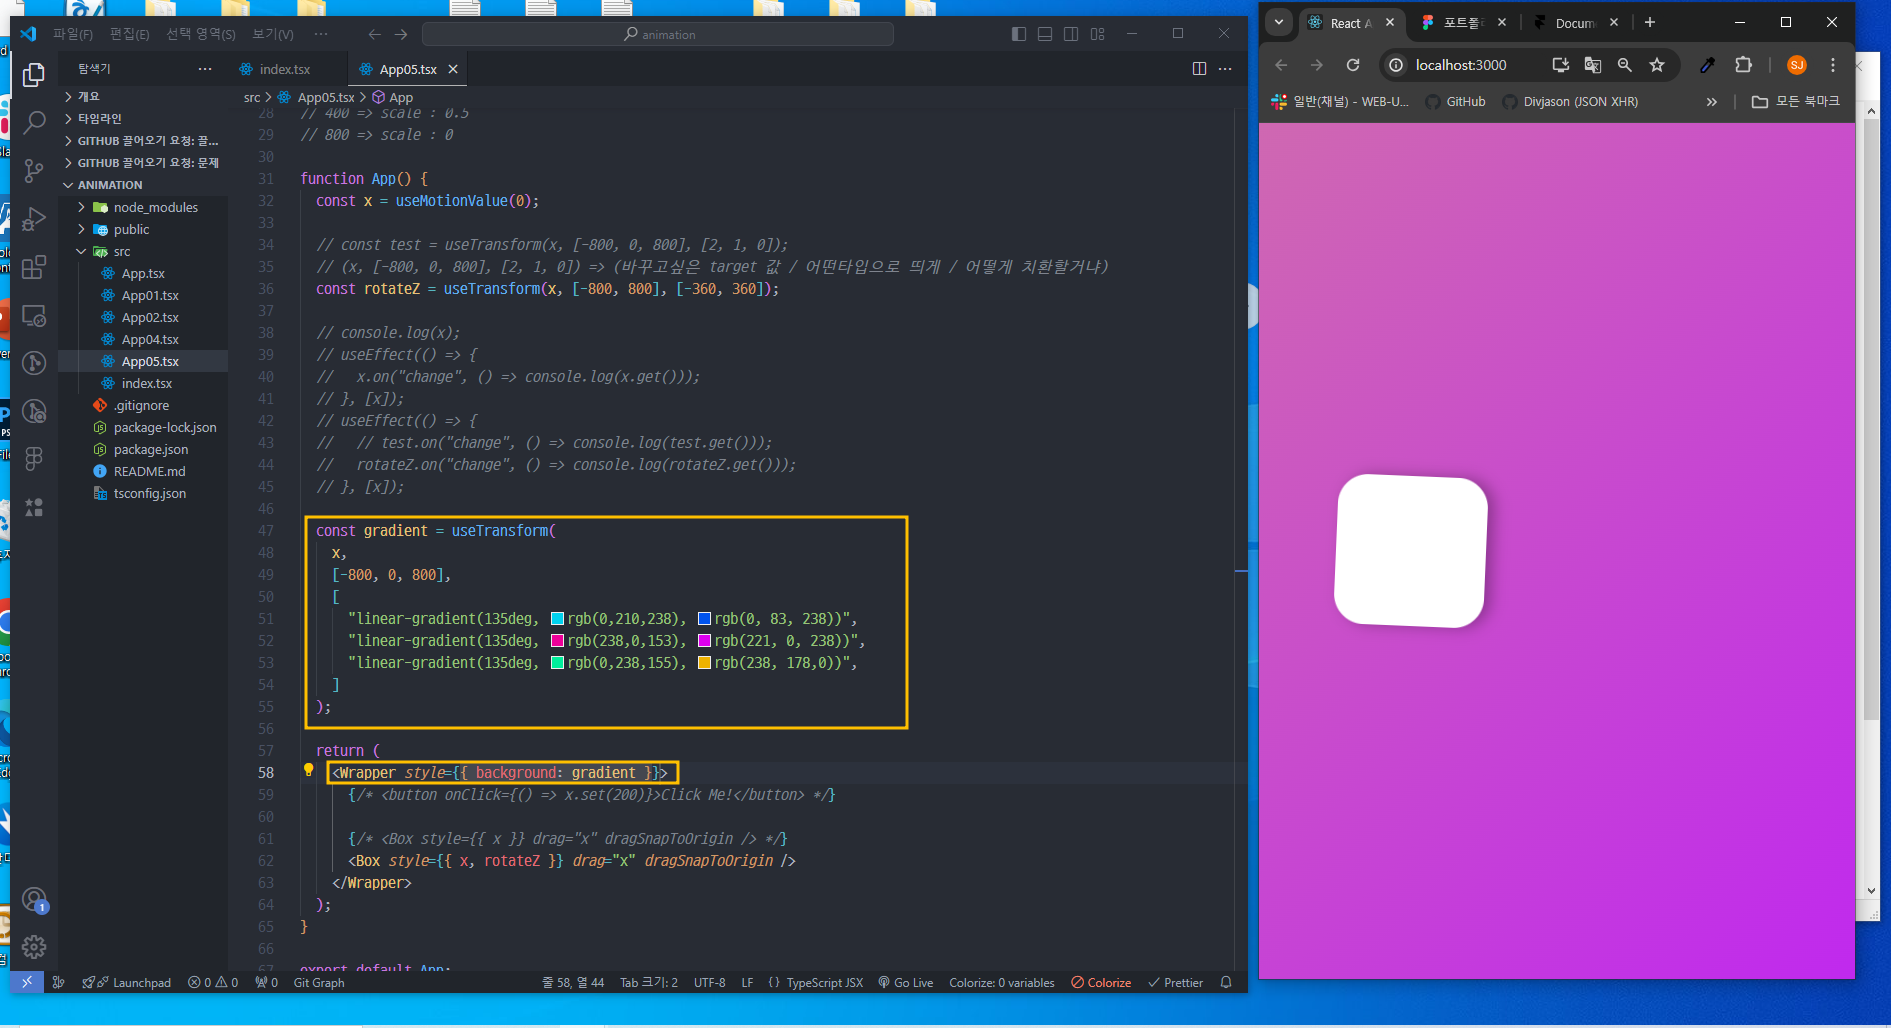 파일(F) 편집(E) 선택 영역(S) 보기(V) ··· animation
탐색기 ···
개요
타임라인
GITHUB 끌어오기 요청: 끌...
GITHUB 끌어오기 요청: 문제
ANIMATION
node_modules
public
src
App.tsx
App01.tsx
App02.tsx
App04.tsx
App05.tsx
index.tsx
.gitignore
package-lock.json
package.json
README.md
tsconfig.json
1
index.tsx App05.tsx
src > App05.tsx > App
28 // 400 => scale : 0.5
29 // 800 => scale : 0
30
31 function App() {
32 const x = useMotionValue(0);
33
34 // const test = useTransform(x, [-800, 0, 800], [2, 1, 0]);
35 // (x, [-800, 0, 800], [2, 1, 0]) => (바꾸고싶은 target 값 / 어떤타입으로 띄게 / 어떻게 치환할거냐)
36 const rotateZ = useTransform(x, [-800, 800], [-360, 360]);
37
38 // console.log(x);
39 // useEffect(() => {
40 //   x.on("change", () => console.log(x.get()));
41 // }, [x]);
42 // useEffect(() => {
43 //   // test.on("change", () => console.log(test.get()));
44 //   rotateZ.on("change", () => console.log(rotateZ.get()));
45 // }, [x]);
46
47 const gradient = useTransform(
48 x,
49 [-800, 0, 800],
50 [
51 "linear-gradient(135deg, rgb(0,210,238), rgb(0, 83, 238))",
52 "linear-gradient(135deg, rgb(238,0,153), rgb(221, 0, 238))",
53 "linear-gradient(135deg, rgb(0,238,155), rgb(238, 178,0))",
54 ]
55 );
56
57 return (
58 <Wrapper style={{ background: gradient }}>
59 {/* <button onClick={() => x.set(200)}>Click Me!</button> */}
60
61 {/* <Box style={{ x }} drag="x" dragSnapToOrigin /> */}
62 <Box style={{ x, rotateZ }} drag="x" dragSnapToOrigin />
63 </Wrapper>
64 );
65 }
66
67 export default App;
Launchpad 0 0 0 Git Graph 줄 58, 열 44 Tab 크기: 2 UTF-8 LF {} TypeScript JSX Go Live Colorize: 0 variables Colorize Prettier
React A 포트폴 Docum
localhost:3000 SJ
일반(채널) - WEB-U... GitHub Divjason (JSON XHR) » 모든 북마크